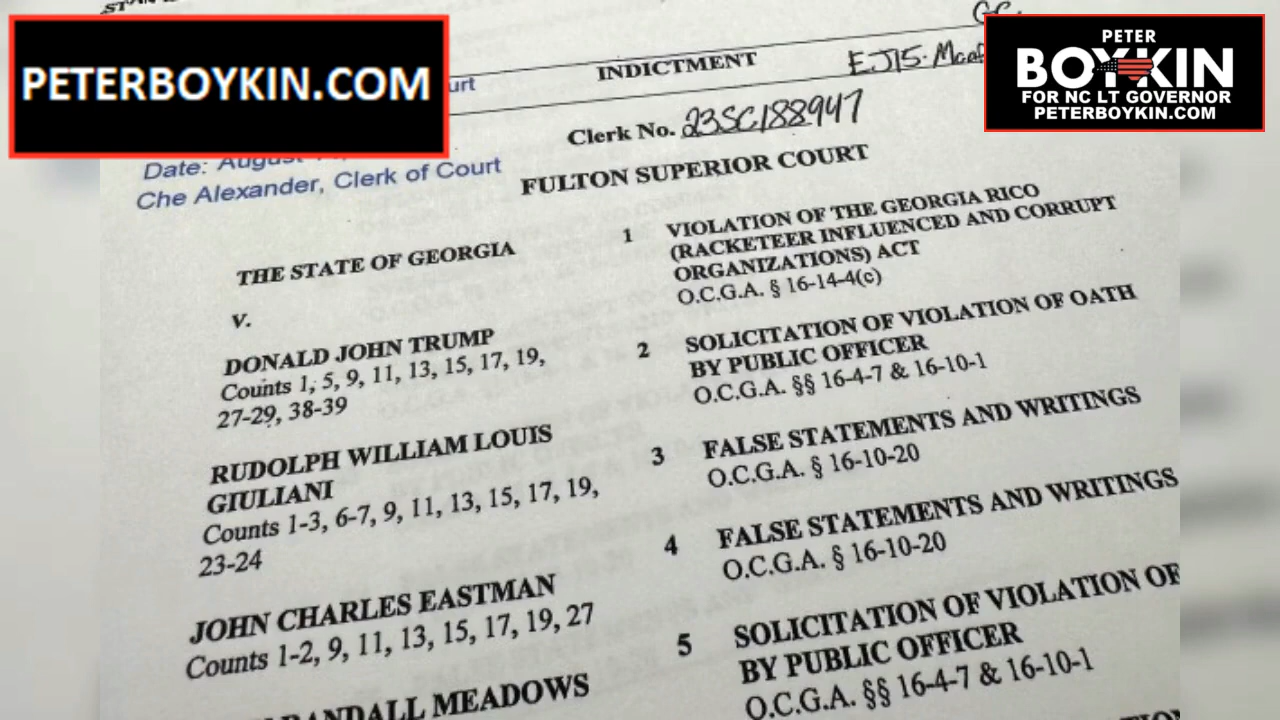 PETERBOYKIN.COM
PETER
BOYKIN
FOR NC LT GOVERNOR
PETERBOYKIN.COM
INDICTMENT
EJ15.
urt
Clerk No. 23SC188947
Date: August
Che Alexander, Clerk of Court
FULTON SUPERIOR COURT
THE STATE OF GEORGIA
v.
DONALD JOHN TRUMP
Counts 1, 5, 9, 11, 13, 15, 17, 19,
27-29, 38-39
RUDOLPH WILLIAM LOUIS
GIULIANI
Counts 1-3, 6-7, 9, 11, 13, 15, 17, 19,
23-24
JOHN CHARLES EASTMAN
Counts 1-2, 9, 11, 13, 15, 17, 19, 27
RANDALL MEADOWS
1 VIOLATION OF THE GEORGIA RICO
(RACKETEER INFLUENCED AND CORRUPT
ORGANIZATIONS) ACT
O.C.G.A. § 16-14-4(c)
2 SOLICITATION OF VIOLATION OF OATH
BY PUBLIC OFFICER
O.C.G.A. §§ 16-4-7 & 16-10-1
3 FALSE STATEMENTS AND WRITINGS
O.C.G.A. § 16-10-20
4 FALSE STATEMENTS AND WRITINGS
O.C.G.A. § 16-10-20
5 SOLICITATION OF VIOLATION OF
BY PUBLIC OFFICER
O.C.G.A. §§ 16-4-7 & 16-10-1